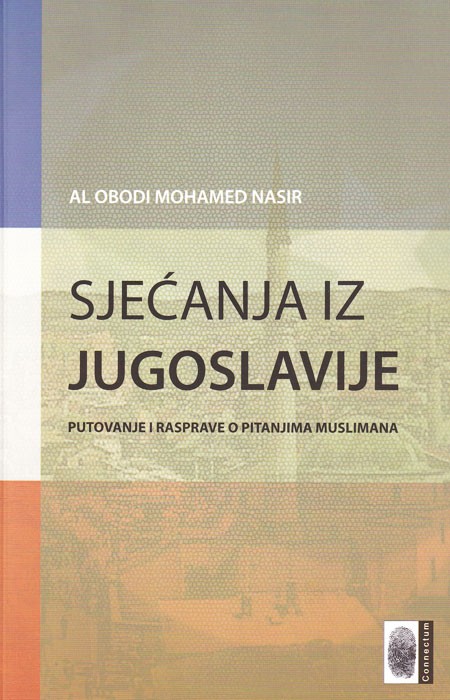 AL OBODI MOHAMED NASIR
SJEĆANJA IZ
JUGOSLAVIJE
PUTOVANJE I RASPRAVE O PITANJIMA MUSLIMANA
Connectum